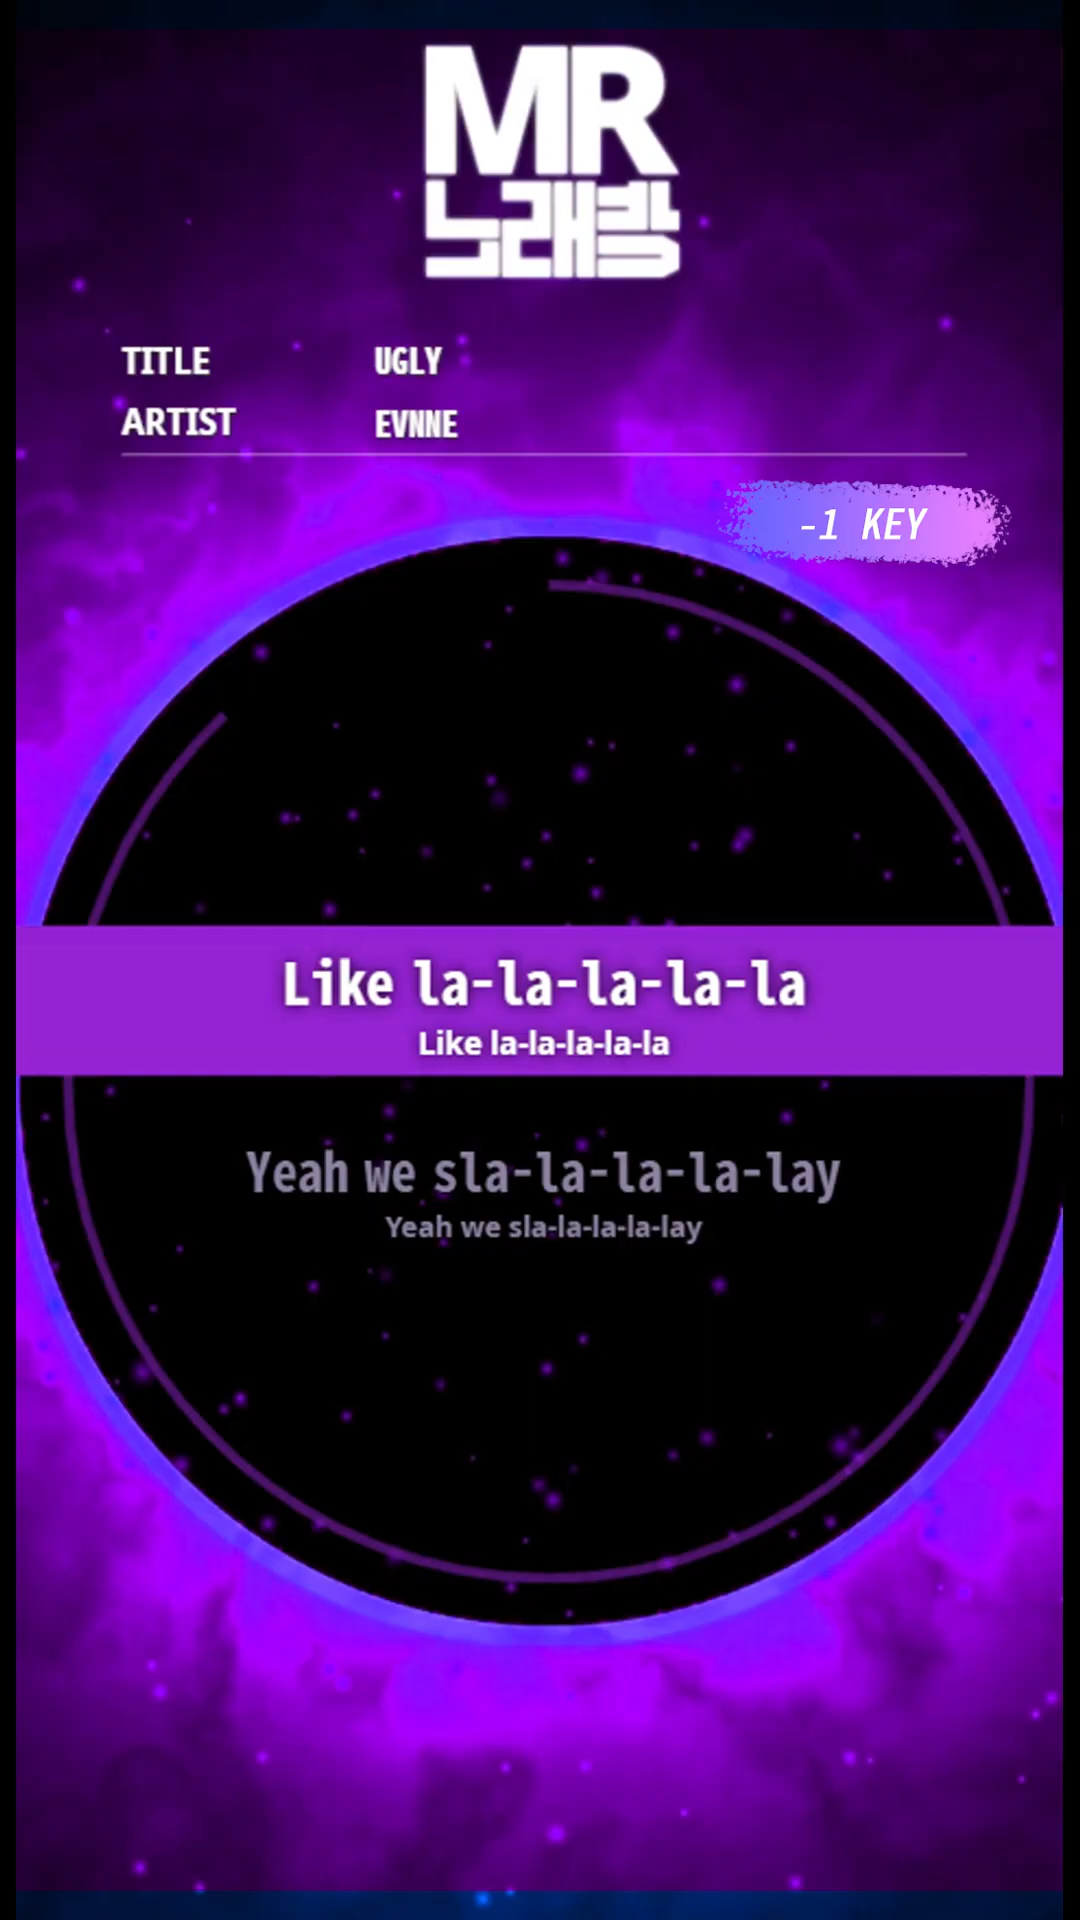 MR
노래방
TITLE UGLY
ARTIST EVNNE
-1 KEY
Like la-la-la-la-la
Like la-la-la-la-la
Yeah we sla-la-la-la-lay
Yeah we sla-la-la-la-lay